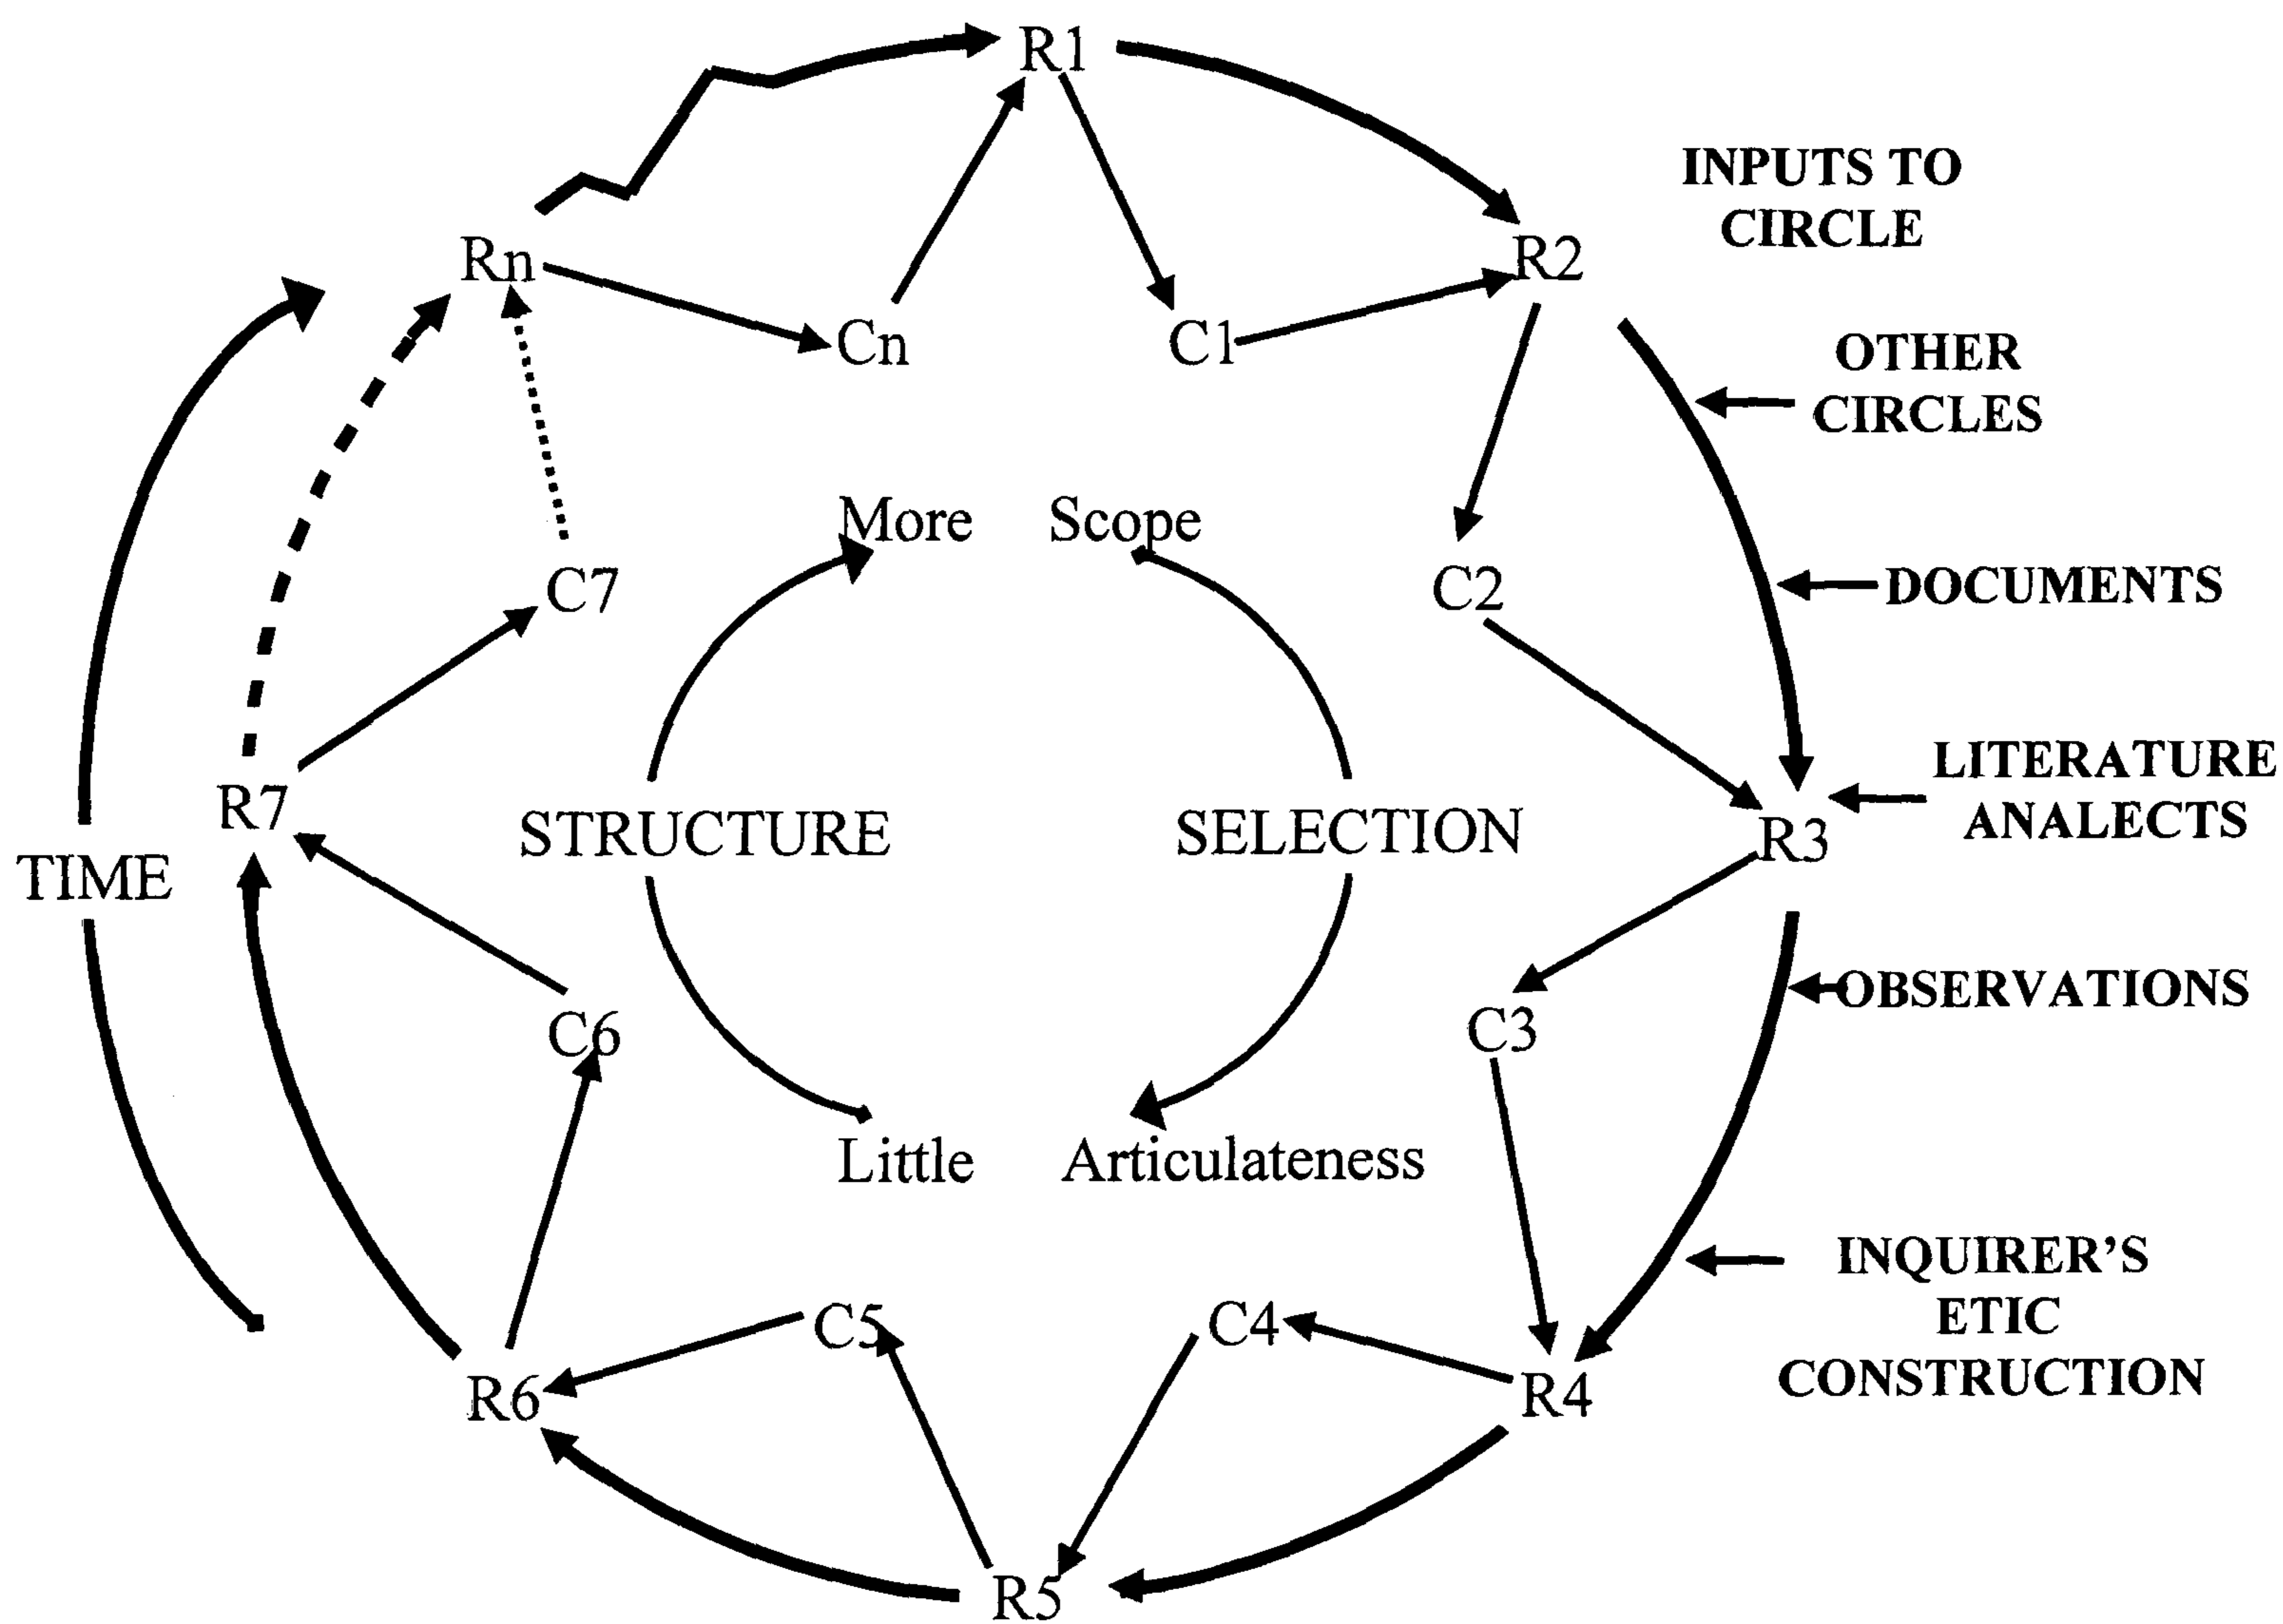 R1
INPUTS TO
CIRCLE
Rn
R2
Cn
C1
OTHER
CIRCLES
More
Scope
C7
C2
DOCUMENTS
LITERATURE
ANALECTS
R7
STRUCTURE
SELECTION
R3
TIME
OBSERVATIONS
C6
C3
Little
Articulateness
INQUIRER'S
ETIC
CONSTRUCTION
C5
C4
R6
R4
R5